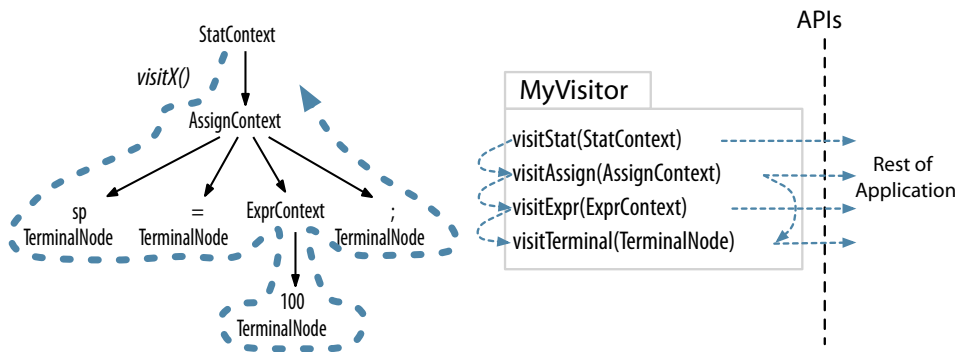 APIs
StatContext
visitX()
MyVisitor
AssignContext
visitStat(StatContext)
visitAssign(AssignContext)
Rest of
Application
visitExpr(ExprContext)
visitTerminal(TerminalNode)
sp
TerminalNode
=
TerminalNode
ExprContext
;
TerminalNode
100
TerminalNode